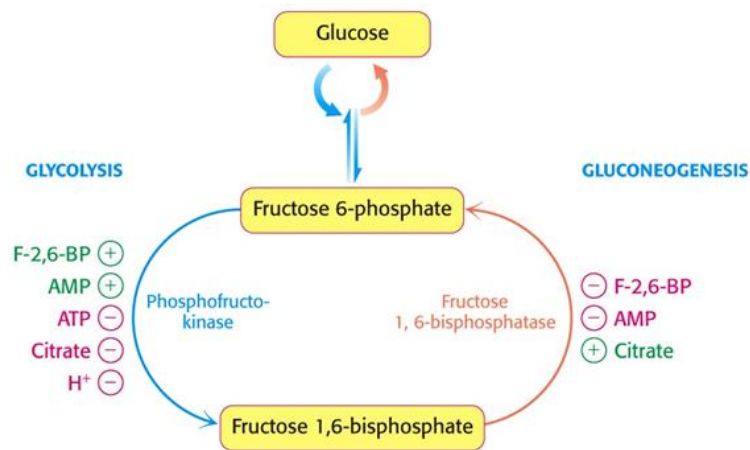 Glucose
GLYCOLYSIS
GLUCONEOGENESIS
Fructose 6-phosphate
F-2,6-BP +
AMP +
ATP −
Citrate −
H⁺ −
Phosphofructo-
kinase
Fructose
1, 6-bisphosphatase
− F-2,6-BP
− AMP
+ Citrate
Fructose 1,6-bisphosphate